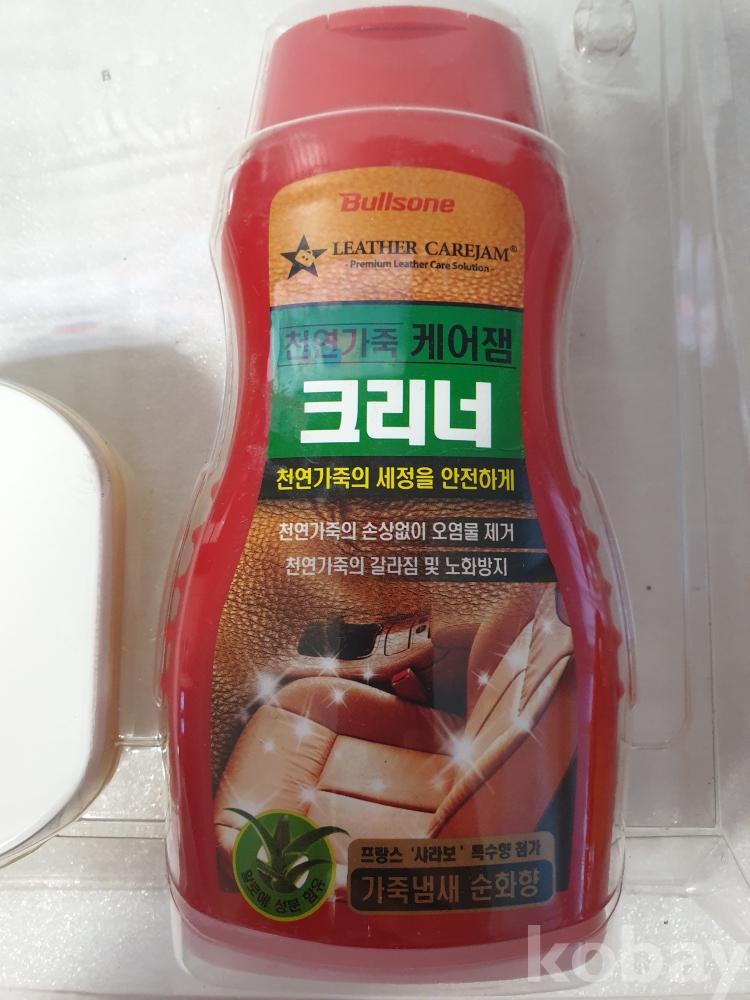 Bullsone
LEATHER CAREJAM®
- Premium Leather Care Solution -
천연가죽 케어잼
크리너
천연가죽의 세정을 안전하게
천연가죽의 손상없이 오염물 제거
천연가죽의 갈라짐 및 노화방지
프랑스 '사라보' 특수향 첨가
가죽냄새 순화향
알로에 성분 함유
kobay